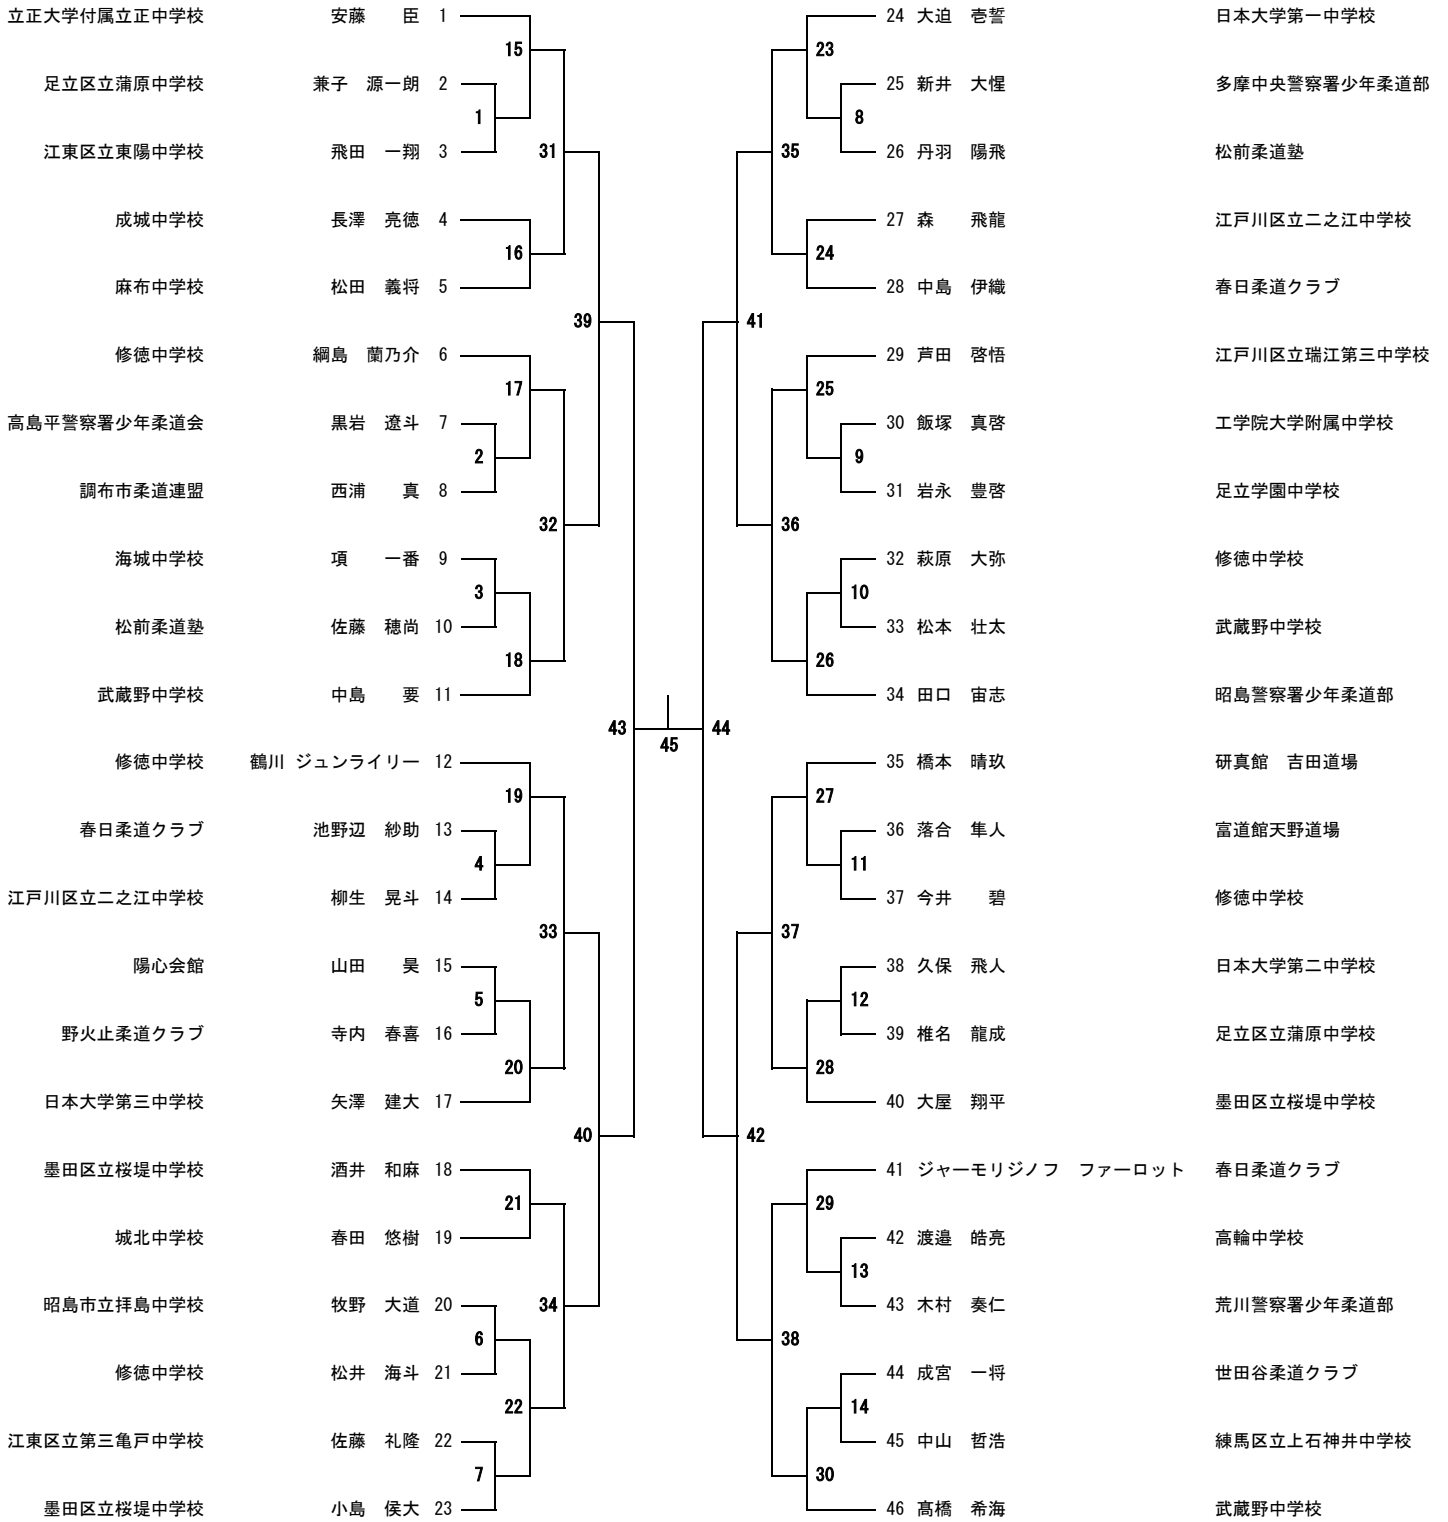 立正大学付属立正中学校 安藤　臣 1
足立区立蒲原中学校 兼子　源一朗 2
江東区立東陽中学校 飛田　一翔 3
成城中学校 長澤　亮徳 4
麻布中学校 松田　義将 5
修徳中学校 綱島　蘭乃介 6
高島平警察署少年柔道会 黒岩　遼斗 7
調布市柔道連盟 西浦　真 8
海城中学校 項　一番 9
松前柔道塾 佐藤　穂尚 10
武蔵野中学校 中島　要 11
修徳中学校 鶴川 ジュンライリー 12
春日柔道クラブ 池野辺　紗助 13
江戸川区立二之江中学校 柳生　晃斗 14
陽心会館 山田　昊 15
野火止柔道クラブ 寺内　春喜 16
日本大学第三中学校 矢澤　建大 17
墨田区立桜堤中学校 酒井　和麻 18
城北中学校 春田　悠樹 19
昭島市立拝島中学校 牧野　大道 20
修徳中学校 松井　海斗 21
江東区立第三亀戸中学校 佐藤　礼隆 22
墨田区立桜堤中学校 小島　侯大 23
1
2
3
4
5
6
7
15
16
17
18
19
20
21
22
31
32
33
34
39
40
43
45
44
41
42
35
36
37
38
23
24
25
26
27
28
29
30
8
9
10
11
12
13
14
24 大迫　壱誓 日本大学第一中学校
25 新井　大惺 多摩中央警察署少年柔道部
26 丹羽　陽飛 松前柔道塾
27 森　飛龍 江戸川区立二之江中学校
28 中島　伊織 春日柔道クラブ
29 芦田　啓悟 江戸川区立瑞江第三中学校
30 飯塚　真啓 工学院大学附属中学校
31 岩永　豊啓 足立学園中学校
32 萩原　大弥 修徳中学校
33 松本　壮太 武蔵野中学校
34 田口　宙志 昭島警察署少年柔道部
35 橋本　晴玖 研真館　吉田道場
36 落合　隼人 富道館天野道場
37 今井　碧 修徳中学校
38 久保　飛人 日本大学第二中学校
39 椎名　龍成 足立区立蒲原中学校
40 大屋　翔平 墨田区立桜堤中学校
41 ジャーモリジノフ　ファーロット 春日柔道クラブ
42 渡邉　皓亮 高輪中学校
43 木村　奏仁 荒川警察署少年柔道部
44 成宮　一将 世田谷柔道クラブ
45 中山　哲浩 練馬区立上石神井中学校
46 髙橋　希海 武蔵野中学校